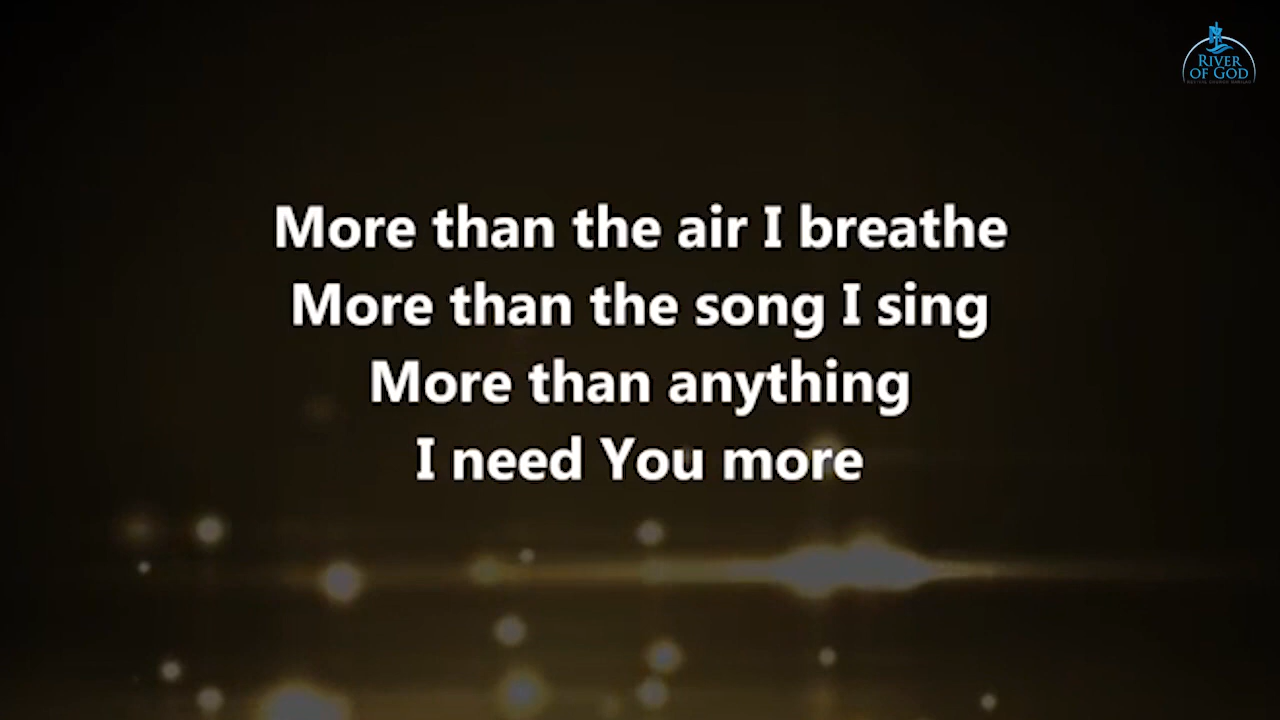 RIVER
OF GOD
More than the air I breathe
More than the song I sing
More than anything
I need You more